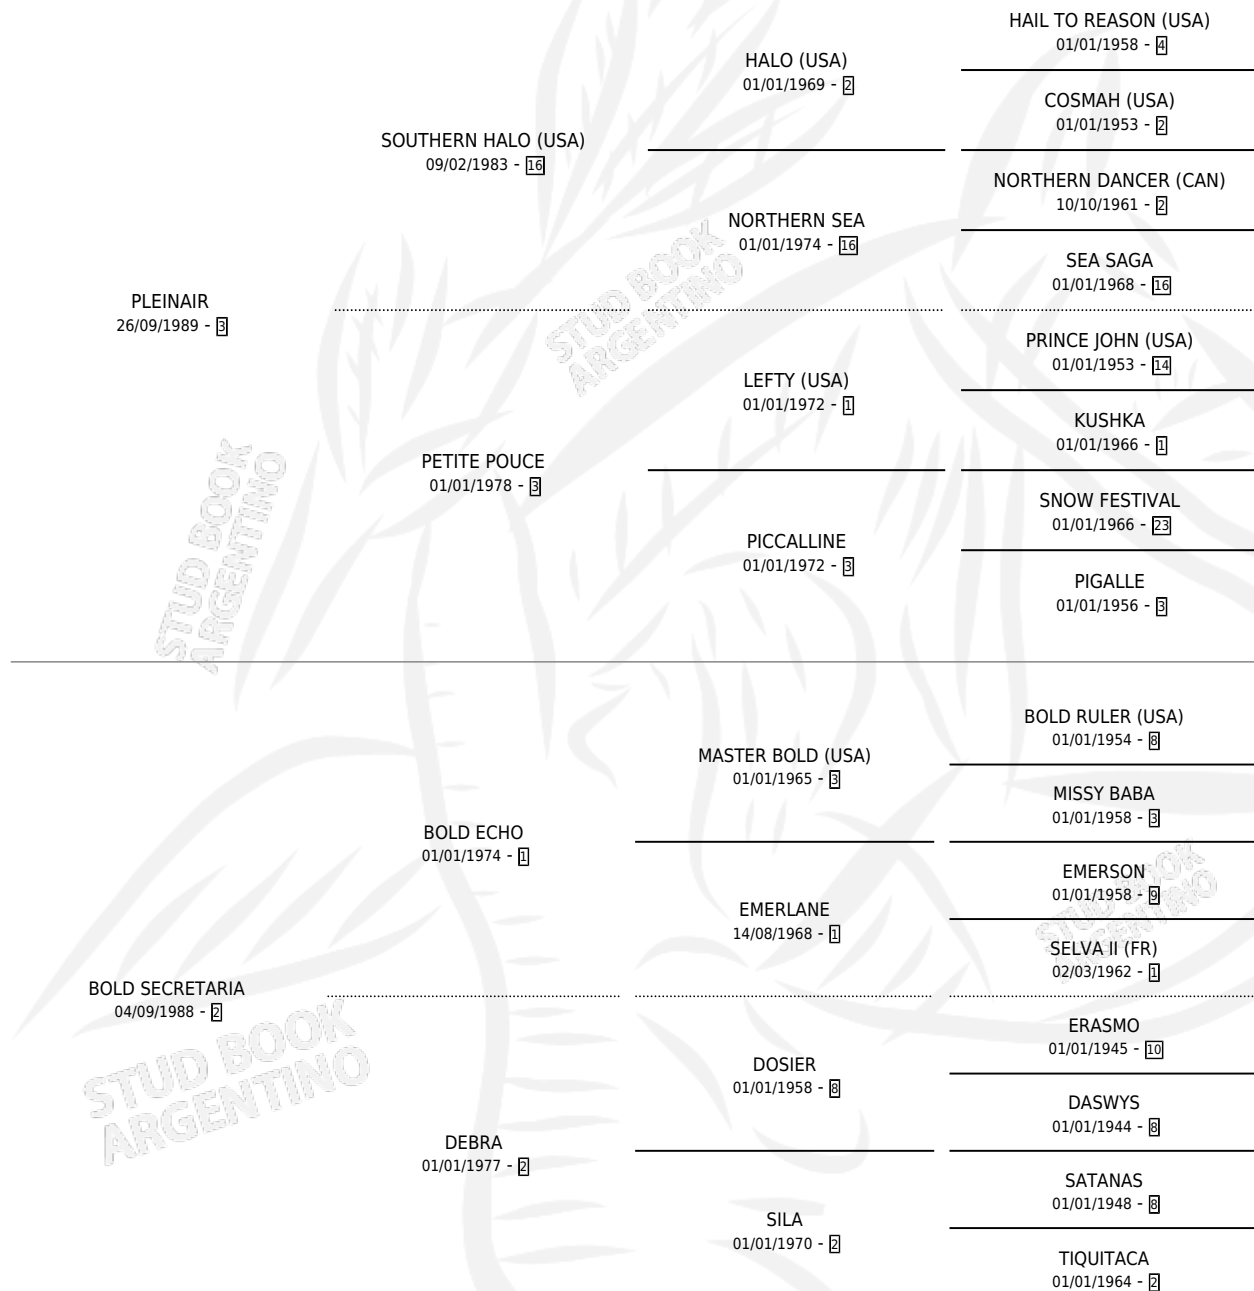 HAIL TO REASON (USA)
01/01/1958 - 4
HALO (USA)
01/01/1969 - 2
COSMAH (USA)
01/01/1953 - 2
SOUTHERN HALO (USA)
09/02/1983 - 16
NORTHERN DANCER (CAN)
10/10/1961 - 2
NORTHERN SEA
01/01/1974 - 16
SEA SAGA
01/01/1968 - 16
PLEINAIR
26/09/1989 - 3
PRINCE JOHN (USA)
01/01/1953 - 14
LEFTY (USA)
01/01/1972 - 1
KUSHKA
01/01/1966 - 1
PETITE POUCE
01/01/1978 - 3
SNOW FESTIVAL
01/01/1966 - 23
PICCALLINE
01/01/1972 - 3
PIGALLE
01/01/1956 - 3
BOLD RULER (USA)
01/01/1954 - 8
MASTER BOLD (USA)
01/01/1965 - 3
MISSY BABA
01/01/1958 - 3
BOLD ECHO
01/01/1974 - 1
EMERSON
01/01/1958 - 9
EMERLANE
14/08/1968 - 1
SELVA II (FR)
02/03/1962 - 1
BOLD SECRETARIA
04/09/1988 - 2
ERASMO
01/01/1945 - 10
DOSIER
01/01/1958 - 8
DASWYS
01/01/1944 - 8
DEBRA
01/01/1977 - 2
SATANAS
01/01/1948 - 8
SILA
01/01/1970 - 2
TIQUITACA
01/01/1964 - 2
STUD BOOK
ARGENTINO
STUD BOOK
ARGENTINO
STUD BOOK
ARGENTINO
STUD BOOK
ARGENTINO